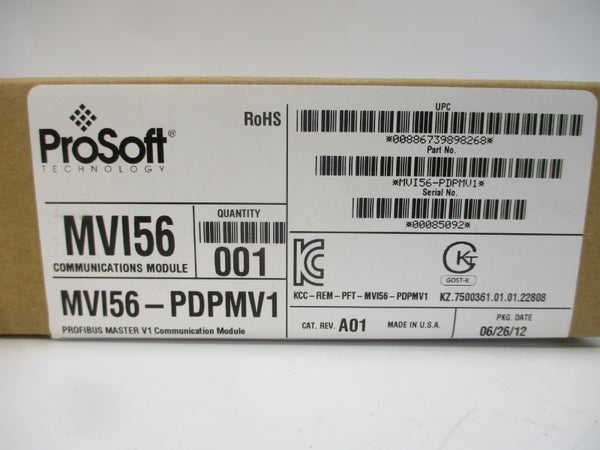 ProSoft®
TECHNOLOGY
RoHS
MVI56
COMMUNICATIONS MODULE
QUANTITY
001
MVI56-PDPMV1
PROFIBUS MASTER V1 Communication Module
UPC
*00886739898268*
Part No.
*MVI56-PDPMV1*
Serial No.
*00085092*
GOST-K
KCC-REM-PFT-MVI56-PDPMV1 KZ.7500361.01.01.22808
CAT. REV. A01 MADE IN U.S.A.
PKG. DATE
06/26/12